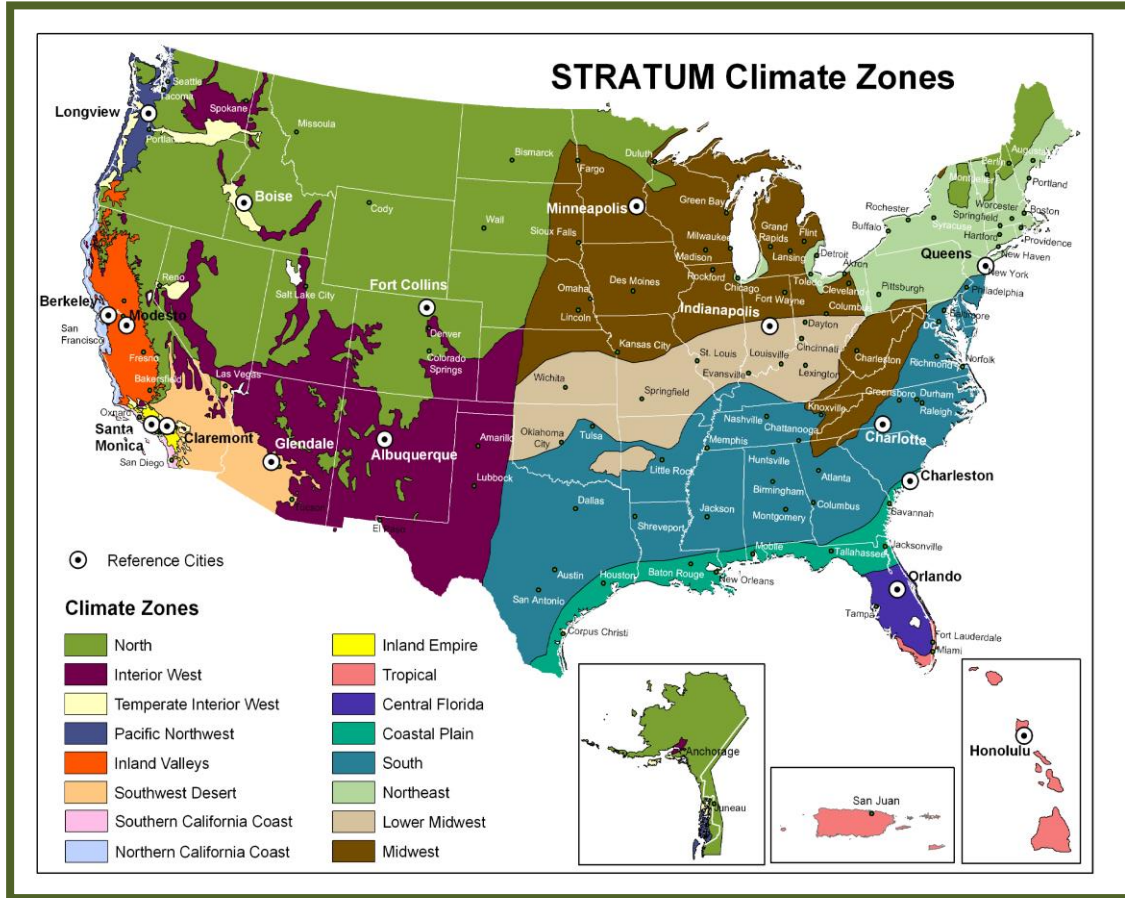 STRATUM Climate Zones
Seattle
Tacoma
Spokane
Longview
Portland
Missoula
Bismarck
Fargo
Duluth
Berlin
Augusta
Montpelier
Portland
Boise
Cody
Wall
Minneapolis
Green Bay
Sioux Falls
Milwaukee
Madison
Rockford
Grand
Rapids
Flint
Lansing
Detroit
Rochester
Buffalo
Syracuse
Worcester
Springfield
Boston
Hartford
Providence
New Haven
Queens
New York
Philadelphia
Reno
Salt Lake City
Fort Collins
Denver
Colorado
Springs
Omaha
Lincoln
Des Moines
Chicago
Toledo
Akron
Cleveland
Fort Wayne
Columbus
Pittsburgh
Baltimore
DC
Indianapolis
Dayton
Cincinnati
Berkeley
Modesto
San
Francisco
Fresno
Bakersfield
Las Vegas
Kansas City
St. Louis
Louisville
Evansville
Lexington
Charleston
Richmond
Norfolk
Wichita
Springfield
Oxnard
Santa
Monica
Claremont
San Diego
Glendale
Tucson
Albuquerque
El Paso
Amarillo
Lubbock
Oklahoma
City
Tulsa
Nashville
Knoxville
Chattanooga
Greensboro
Durham
Raleigh
Charlotte
Memphis
Little Rock
Huntsville
Atlanta
Birmingham
Columbus
Charleston
Savannah
Dallas
Shreveport
Jackson
Montgomery
Austin
San Antonio
Houston
Baton Rouge
New Orleans
Mobile
Tallahassee
Jacksonville
Corpus Christi
Orlando
Tampa
Fort Lauderdale
Miami
Reference Cities
Climate Zones
North
Interior West
Temperate Interior West
Pacific Northwest
Inland Valleys
Southwest Desert
Southern California Coast
Northern California Coast
Inland Empire
Tropical
Central Florida
Coastal Plain
South
Northeast
Lower Midwest
Midwest
Anchorage
Juneau
San Juan
Honolulu